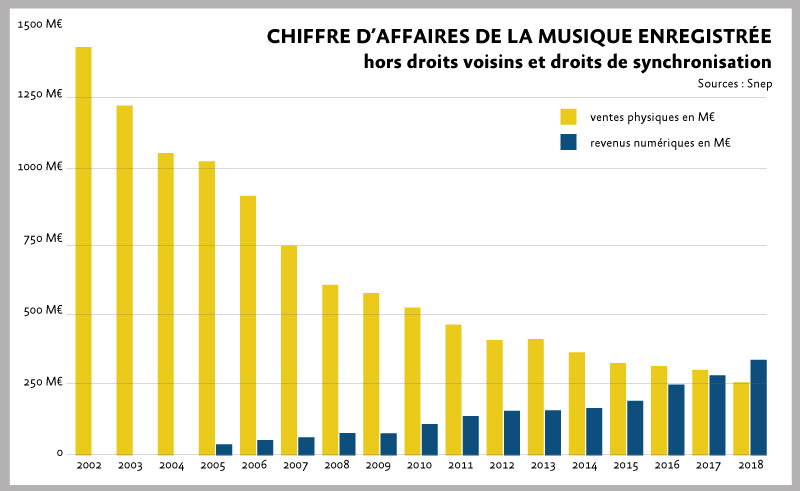 CHIFFRE D'AFFAIRES DE LA MUSIQUE ENREGISTRÉE
hors droits voisins et droits de synchronisation
Sources : Snep
ventes physiques en M€
revenus numériques en M€
1500 M€
1250 M€
1000 M€
750 M€
500 M€
250 M€
0
2002 2003 2004 2005 2006 2007 2008 2009 2010 2011 2012 2013 2014 2015 2016 2017 2018